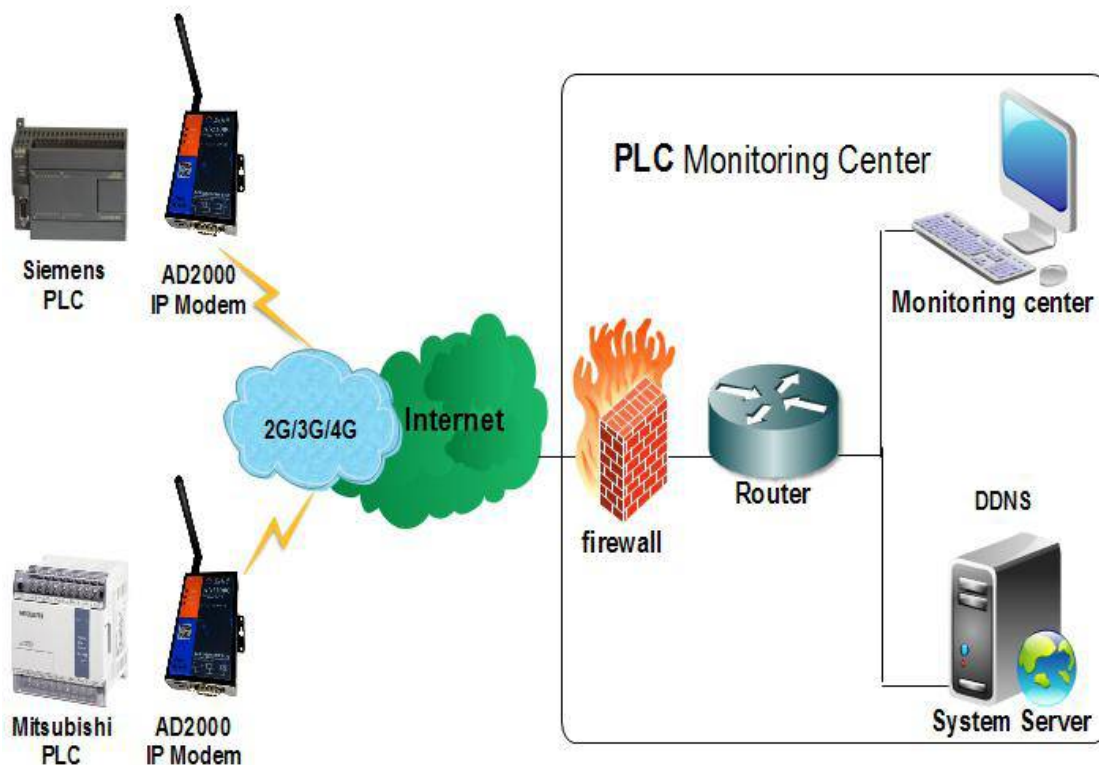 Siemens
PLC
AD2000
IP Modem
2G/3G/4G
Internet
Mitsubishi
PLC
AD2000
IP Modem
PLC Monitoring Center
Monitoring center
firewall
Router
DDNS
System Server